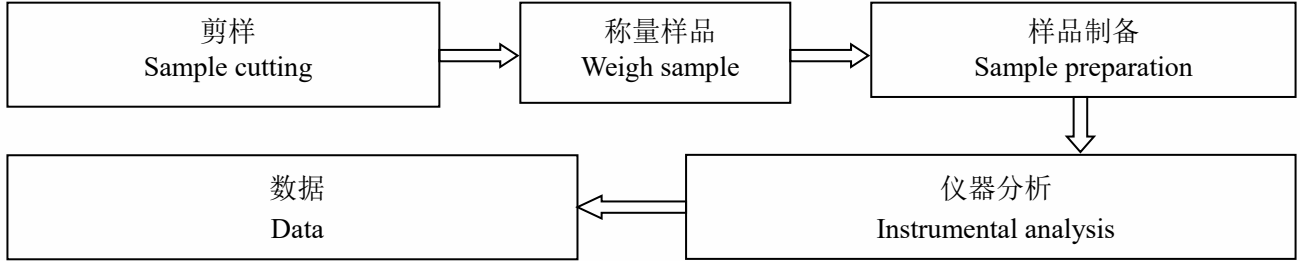 剪样
Sample cutting
称量样品
Weigh sample
样品制备
Sample preparation
仪器分析
Instrumental analysis
数据
Data